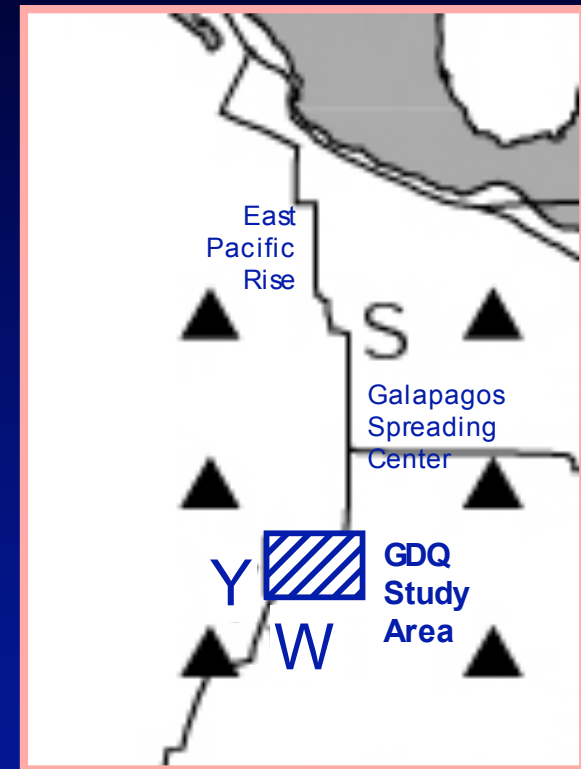 East
Pacific
Rise
S
Galapagos
Spreading
Center
GDQ
Study
Area
Y
W